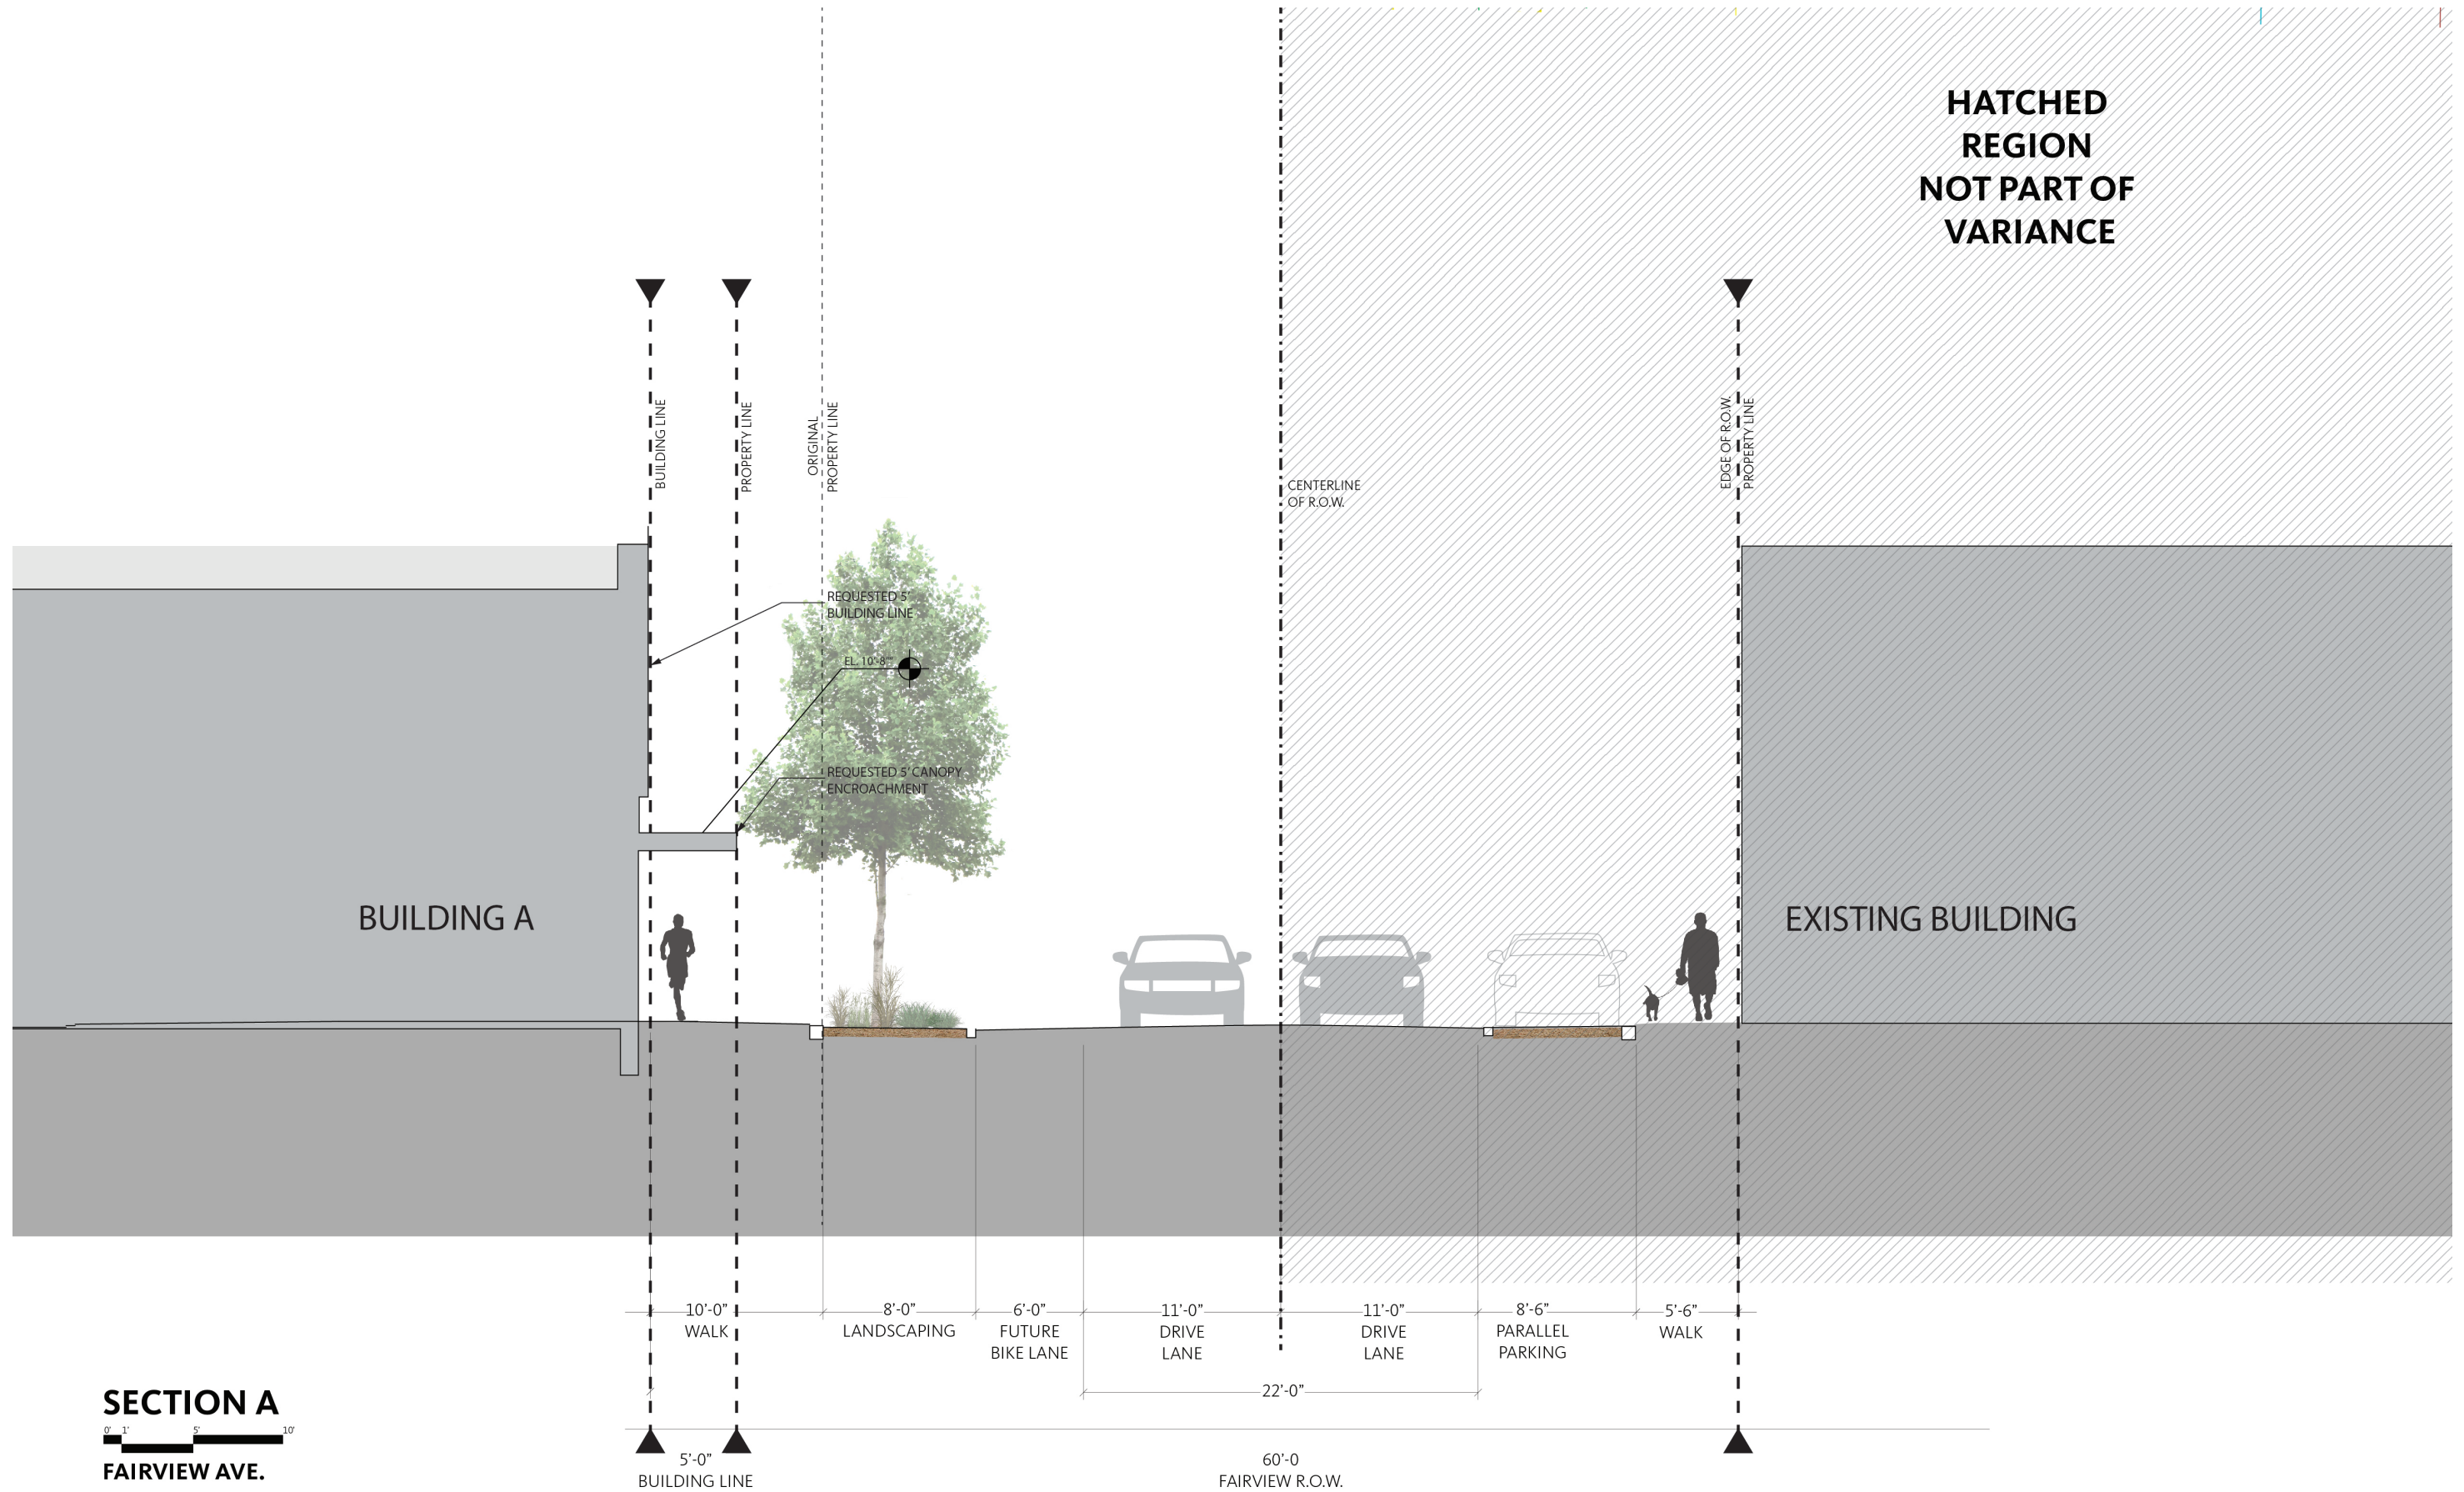 HATCHED
REGION
NOT PART OF
VARIANCE
BUILDING LINE
PROPERTY LINE
ORIGINAL
PROPERTY LINE
CENTERLINE
OF R.O.W.
EDGE OF R.O.W.
PROPERTY LINE
REQUESTED 5'
BUILDING LINE
EL. 10'-8"
REQUESTED 5' CANOPY
ENCROACHMENT
BUILDING A
EXISTING BUILDING
10'-0"
WALK
8'-0"
LANDSCAPING
6'-0"
FUTURE
BIKE LANE
11'-0"
DRIVE
LANE
11'-0"
DRIVE
LANE
8'-6"
PARALLEL
PARKING
5'-6"
WALK
22'-0"
SECTION A
0' 1' 5' 10'
FAIRVIEW AVE.
5'-0"
BUILDING LINE
60'-0
FAIRVIEW R.O.W.